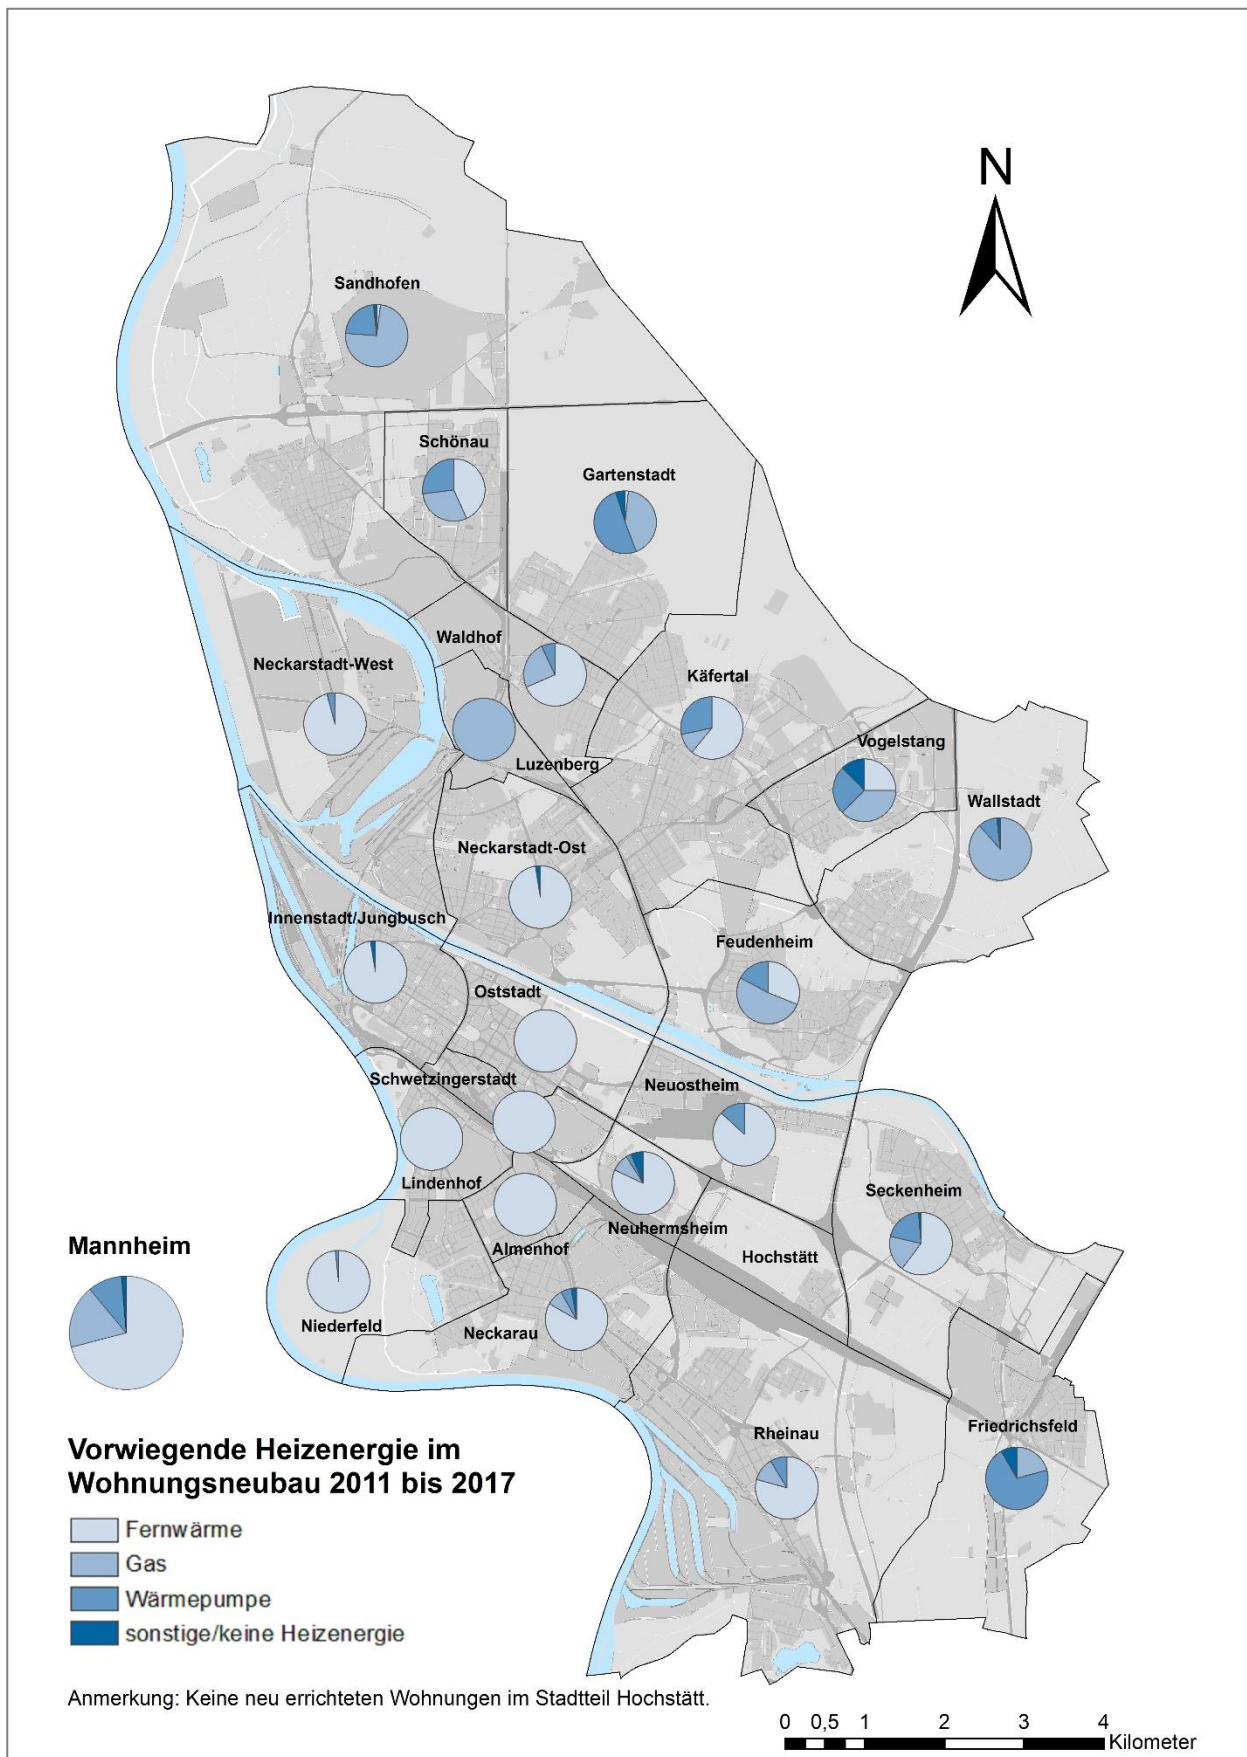 N
Sandhofen
Schönau
Gartenstadt
Waldhof
Neckarstadt-West
Käfertal
Vogelstang
Luzenberg
Wallstadt
Neckarstadt-Ost
Innenstadt/Jungbusch
Feudenheim
Oststadt
Schwetzingerstadt
Neuostheim
Lindenhof
Seckenheim
Neuhermsheim
Almenhof
Hochstätt
Mannheim
Niederfeld
Neckarau
Friedrichsfeld
Rheinau
Vorwiegende Heizenergie im
Wohnungsneubau 2011 bis 2017
Fernwärme
Gas
Wärmepumpe
sonstige/keine Heizenergie
Anmerkung: Keine neu errichteten Wohnungen im Stadtteil Hochstätt.
0 0,5 1 2 3 4
Kilometer